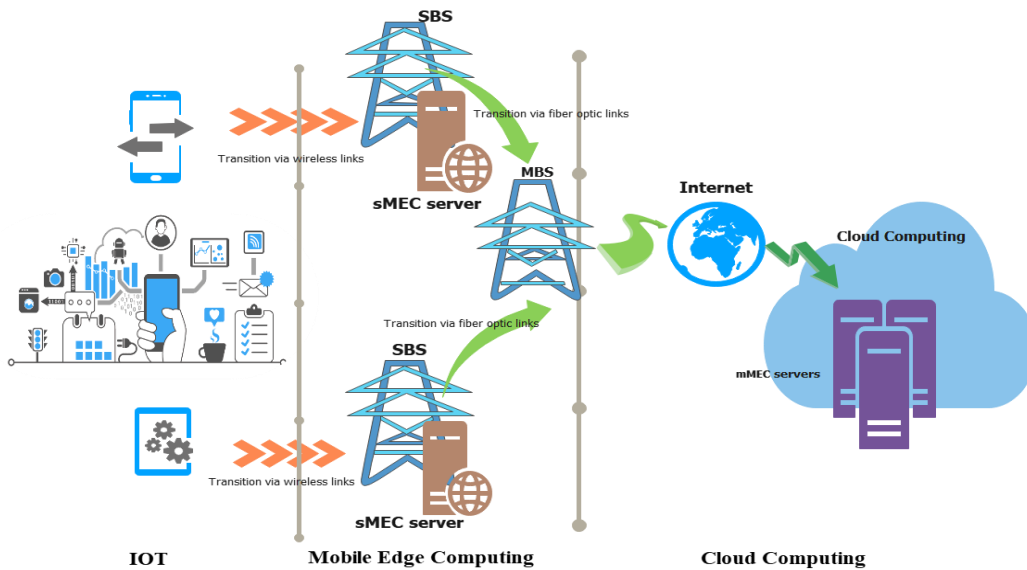 SBS
Transition via fiber optic links
Transition via wireless links
sMEC server
MBS
Internet
Cloud Computing
mMEC servers
Transition via fiber optic links
SBS
Transition via wireless links
sMEC server
IOT
Mobile Edge Computing
Cloud Computing